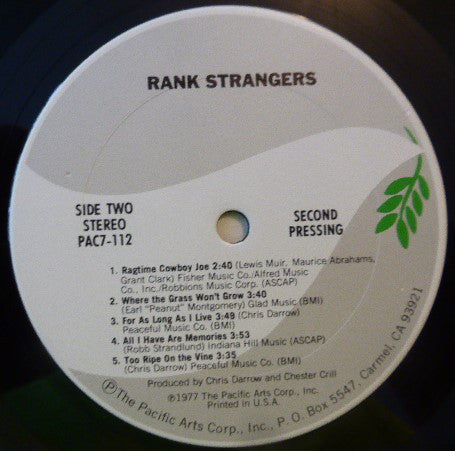 RANK STRANGERS
SIDE TWO
STEREO
PAC7-112
SECOND
PRESSING
1. Ragtime Cowboy Joe 2:40 (Lewis Muir, Maurice Abrahams,
Grant Clark) Fisher Music Co./Alfred Music
Co., Inc./Robbions Music Corp. (ASCAP)
2. Where the Grass Won't Grow 3:40
(Earl "Peanut" Montgomery) Glad Music (BMI)
3. For As Long As I Live 3:49 (Chris Darrow)
Peaceful Music Co. (BMI)
4. All I Have Are Memories 3:53
(Robb Strandlund) Indiana Hill Music (ASCAP)
5. Too Ripe On the Vine 3:35
(Chris Darrow) Peaceful Music Co. (BMI)
Produced by Chris Darrow and Chester Crill
℗1977 The Pacific Arts Corp., Inc.
Printed in U.S.A.
℗The Pacific Arts Corp., Inc., P. O. Box 5547, Carmel, CA 93921